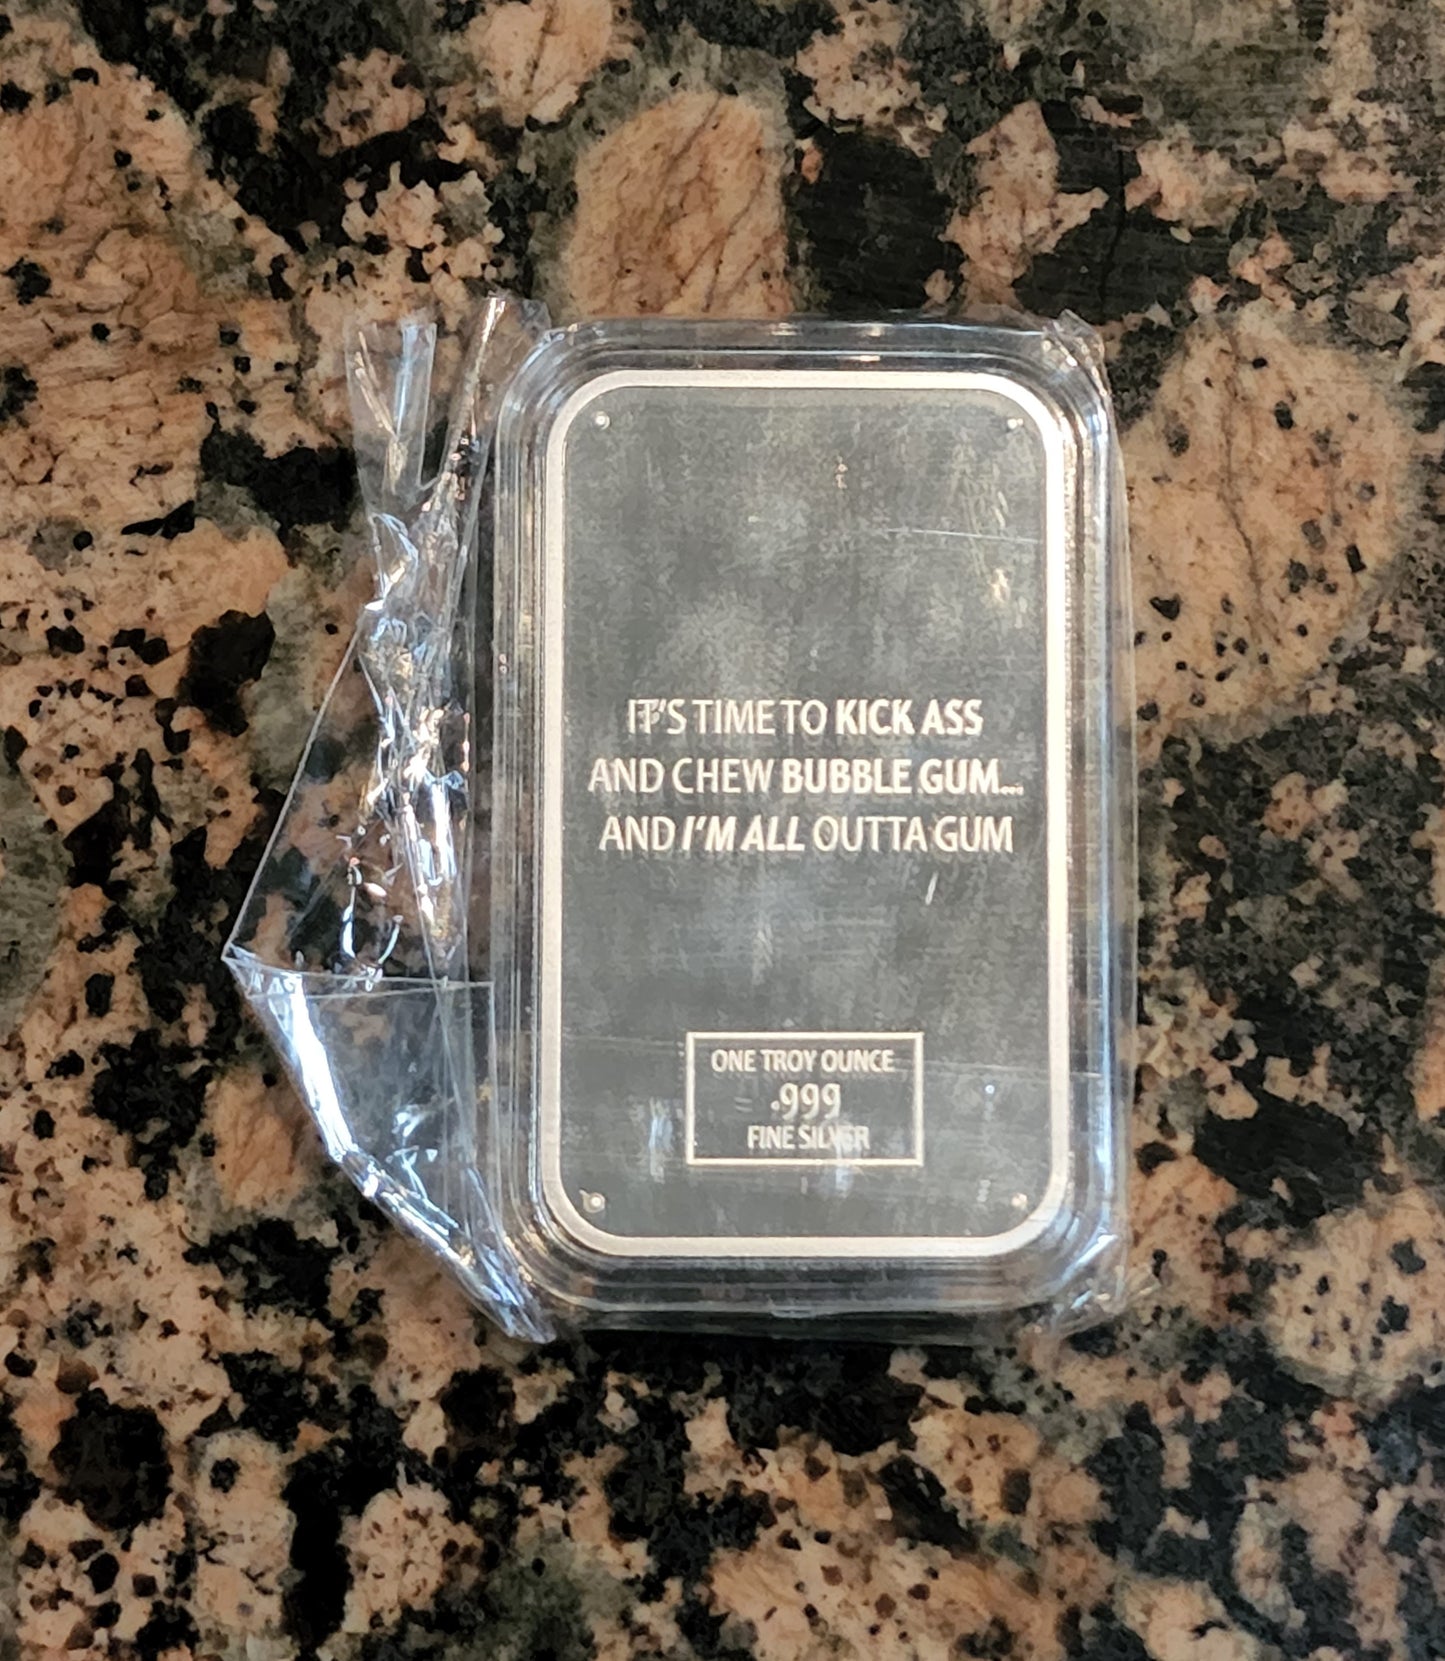 IT'S TIME TO KICK ASS
AND CHEW BUBBLE GUM...
AND I'M ALL OUTTA GUM
ONE TROY OUNCE
.999
FINE SILVER